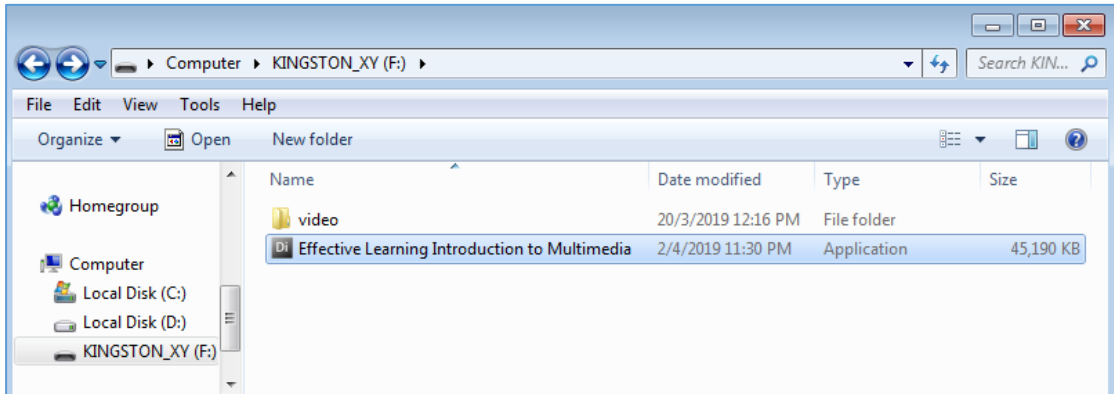 Computer ▸ KINGSTON_XY (F:) ▸ Search KIN...
File Edit View Tools Help
Organize Open New folder
Name Date modified Type Size
Homegroup
video 20/3/2019 12:16 PM File folder
Di Effective Learning Introduction to Multimedia 2/4/2019 11:30 PM Application 45,190 KB
Computer
Local Disk (C:)
Local Disk (D:)
KINGSTON_XY (F:)